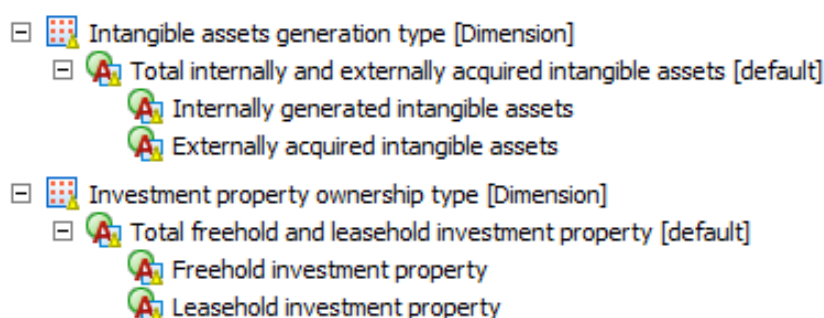 Intangible assets generation type [Dimension]
Total internally and externally acquired intangible assets [default]
Internally generated intangible assets
Externally acquired intangible assets
Investment property ownership type [Dimension]
Total freehold and leasehold investment property [default]
Freehold investment property
Leasehold investment property